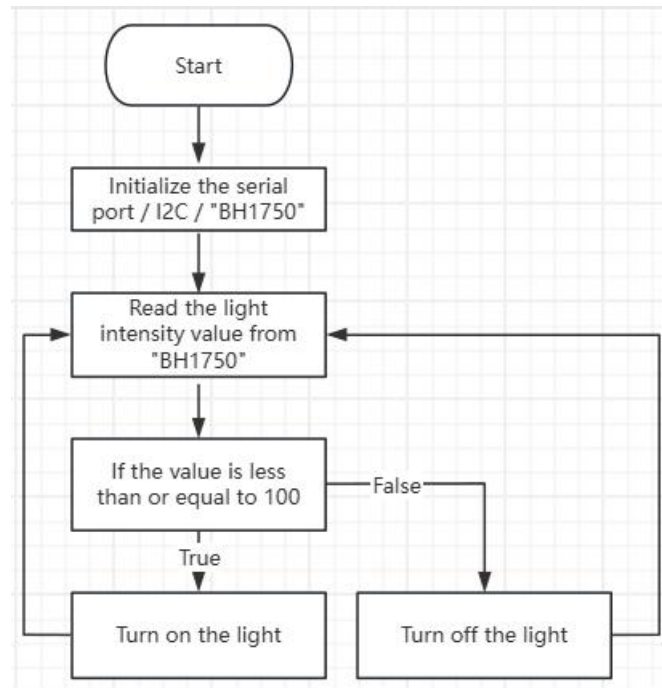 Start
Initialize the serial
port / I2C / "BH1750"
Read the light
intensity value from
"BH1750"
If the value is less
than or equal to 100
False
True
Turn on the light
Turn off the light